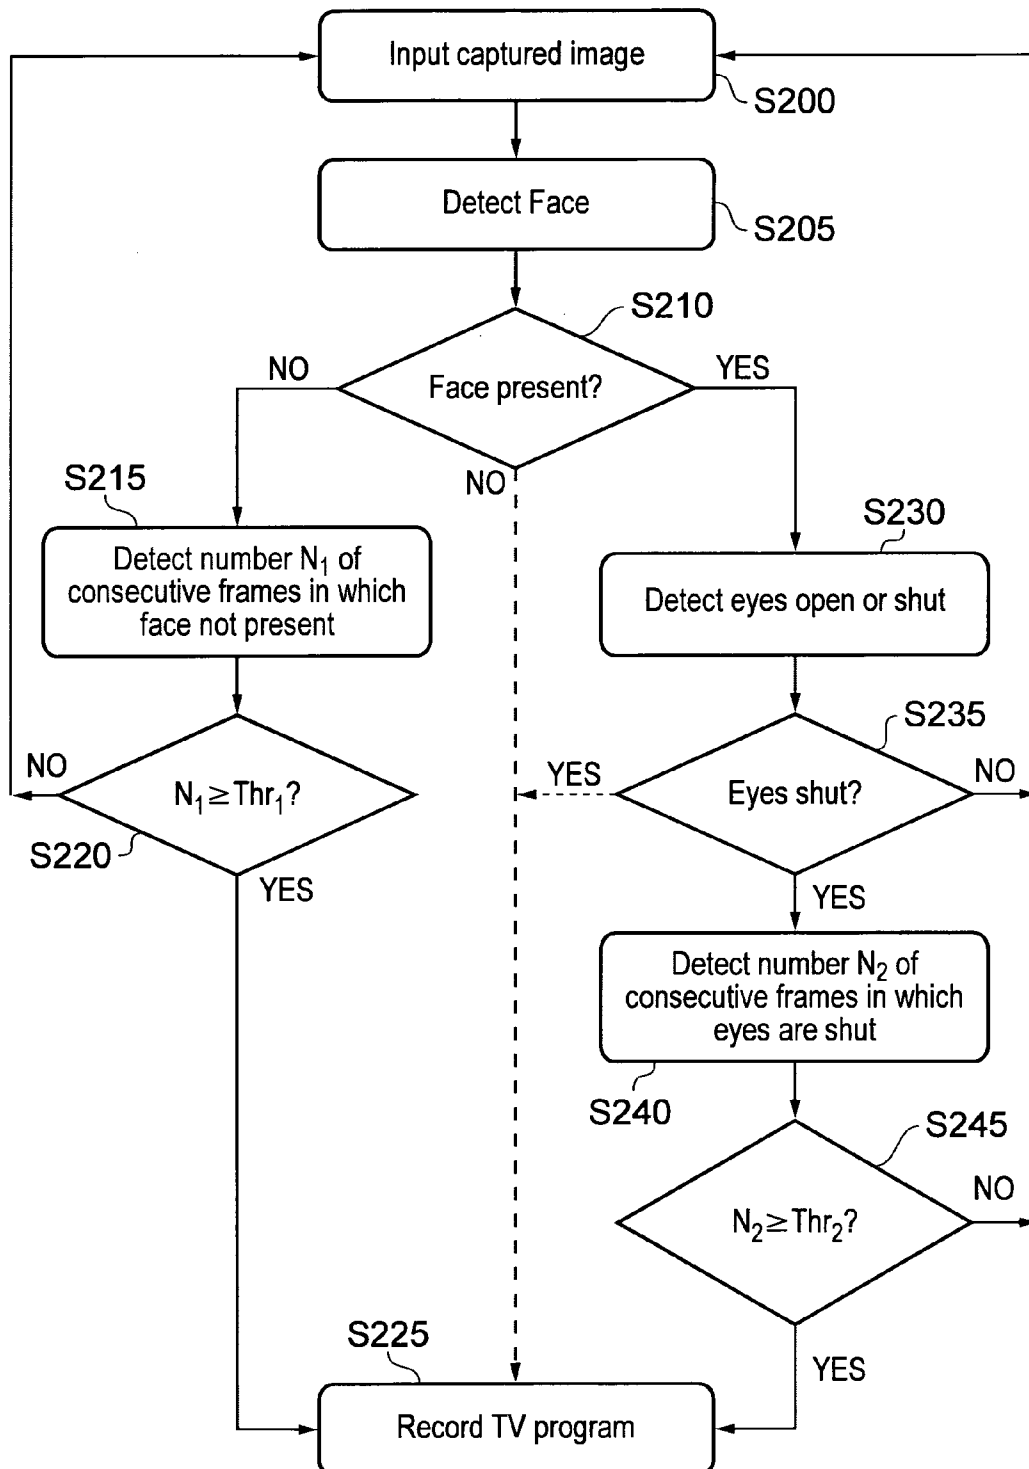 Input captured image
S200
Detect Face
S205
S210
NO
YES
Face present?
NO
S215
Detect number N₁ of
consecutive frames in which
face not present
S230
Detect eyes open or shut
S235
NO
N₁≥Thr₁?
S220
YES
YES
Eyes shut?
NO
YES
Detect number N₂ of
consecutive frames in which
eyes are shut
S240
S245
N₂≥Thr₂?
NO
YES
S225
Record TV program